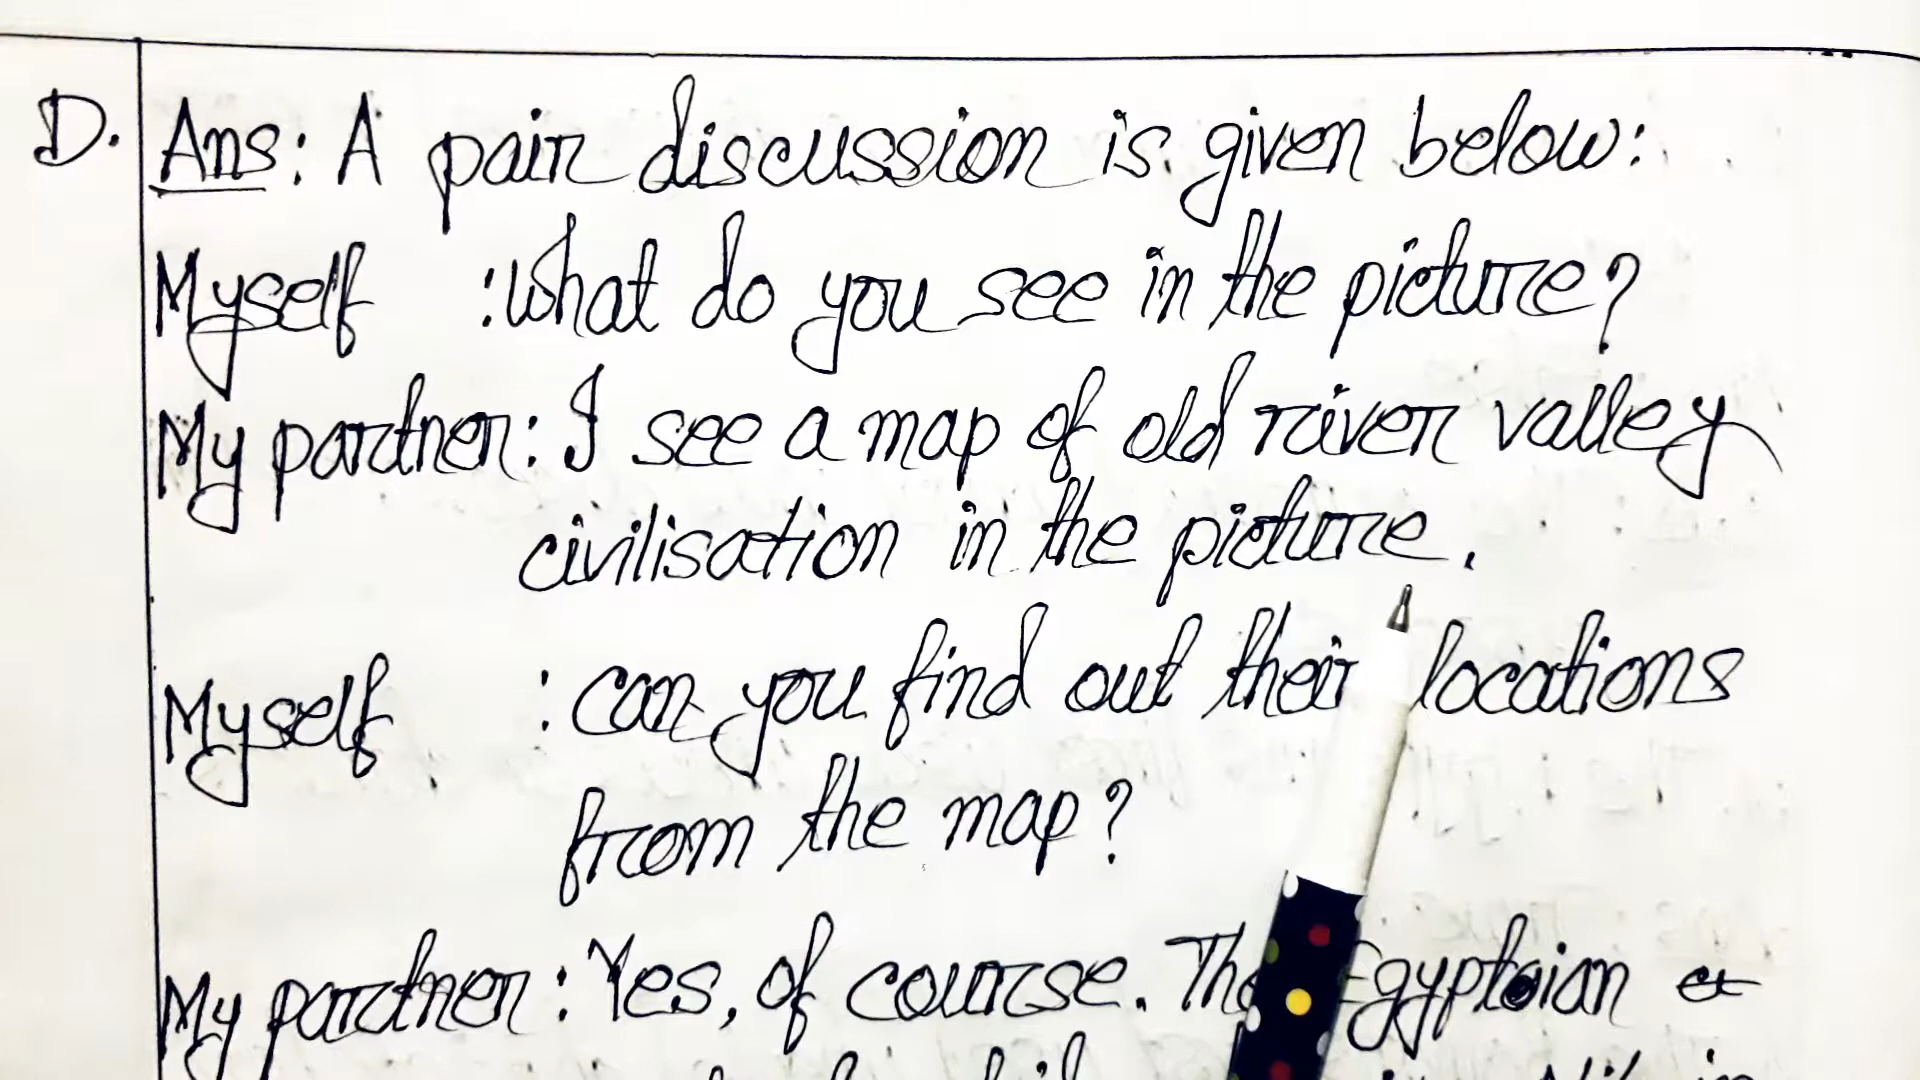 D. Ans: A pair discussion is given below:
Myself : What do you see in the picture?
My partner: I see a map of old river valley
civilisation in the picture.
Myself : can you find out their locations
from the map?
My partner: Yes, of course. The Egyptian